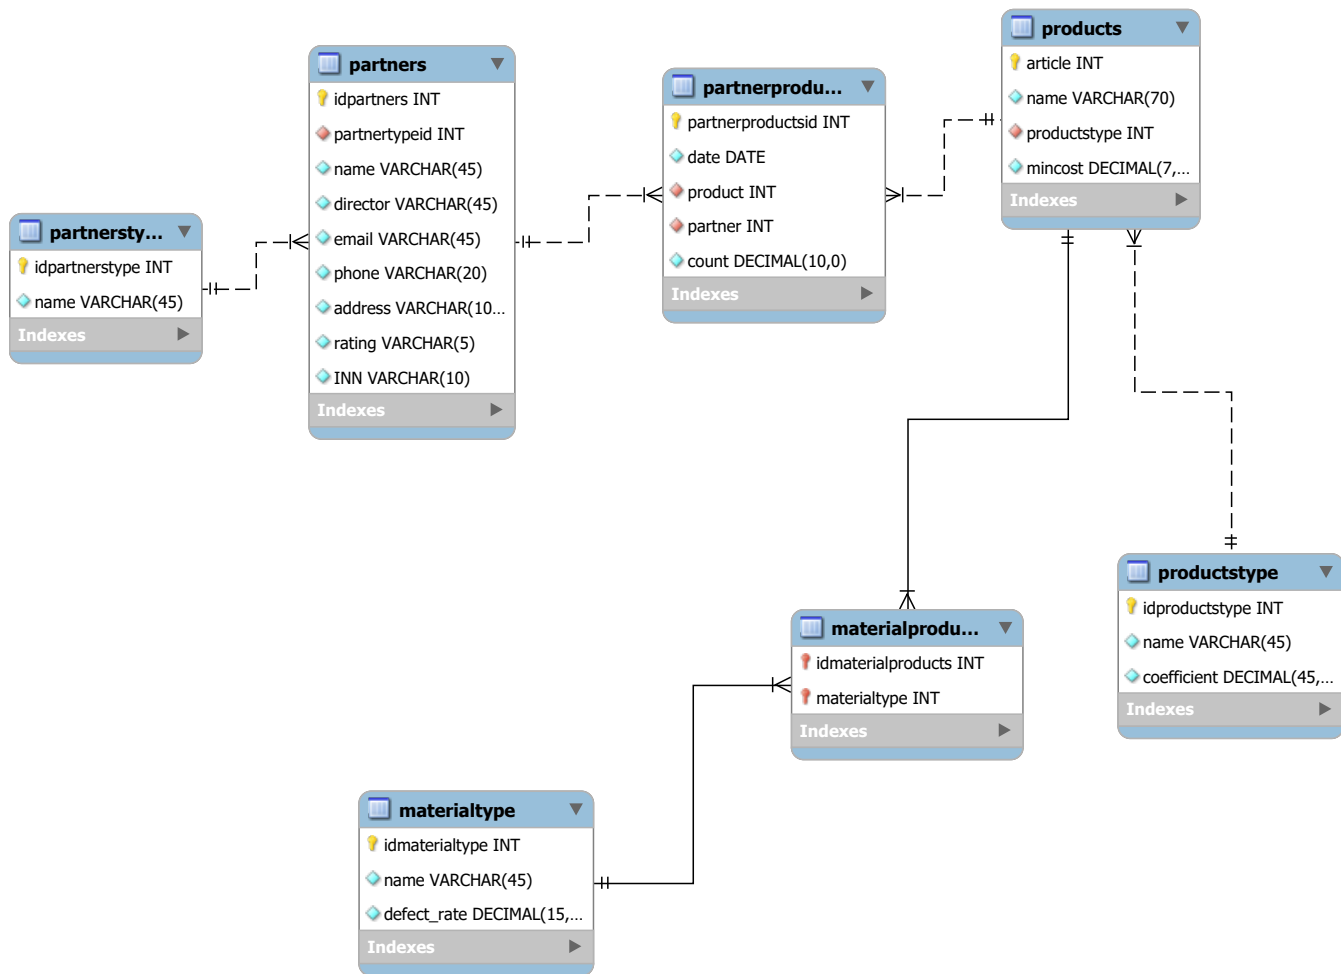 partnersty...
idpartnerstype INT
name VARCHAR(45)
Indexes
partners
idpartners INT
partnertypeid INT
name VARCHAR(45)
director VARCHAR(45)
email VARCHAR(45)
phone VARCHAR(20)
address VARCHAR(10...
rating VARCHAR(5)
INN VARCHAR(10)
Indexes
partnerprodu...
partnerproductsid INT
date DATE
product INT
partner INT
count DECIMAL(10,0)
Indexes
products
article INT
name VARCHAR(70)
productstype INT
mincost DECIMAL(7,...
Indexes
productstype
idproductstype INT
name VARCHAR(45)
coefficient DECIMAL(45,...
Indexes
materialprodu...
idmaterialproducts INT
materialtype INT
Indexes
materialtype
idmaterialtype INT
name VARCHAR(45)
defect_rate DECIMAL(15,...
Indexes